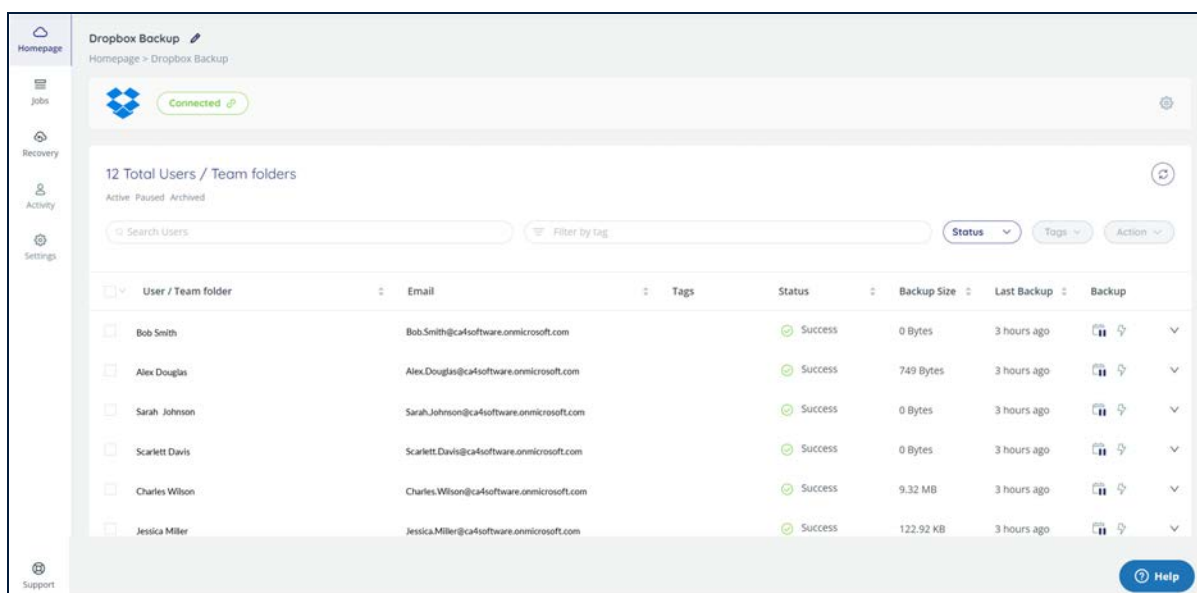 Homepage
Jobs
Recovery
Activity
Settings
Support
Dropbox Backup
Homepage > Dropbox Backup
Connected
12 Total Users / Team folders
Active Paused Archived
Search Users
Filter by tag
Status
Tags
Action
User / Team folder Email Tags Status Backup Size Last Backup Backup
Bob Smith Bob.Smith@ca4software.onmicrosoft.com Success 0 Bytes 3 hours ago
Alex Douglas Alex.Douglas@ca4software.onmicrosoft.com Success 749 Bytes 3 hours ago
Sarah Johnson Sarah.Johnson@ca4software.onmicrosoft.com Success 0 Bytes 3 hours ago
Scarlett Davis Scarlett.Davis@ca4software.onmicrosoft.com Success 0 Bytes 3 hours ago
Charles Wilson Charles.Wilson@ca4software.onmicrosoft.com Success 9.32 MB 3 hours ago
Jessica Miller Jessica.Miller@ca4software.onmicrosoft.com Success 122.92 KB 3 hours ago
Help